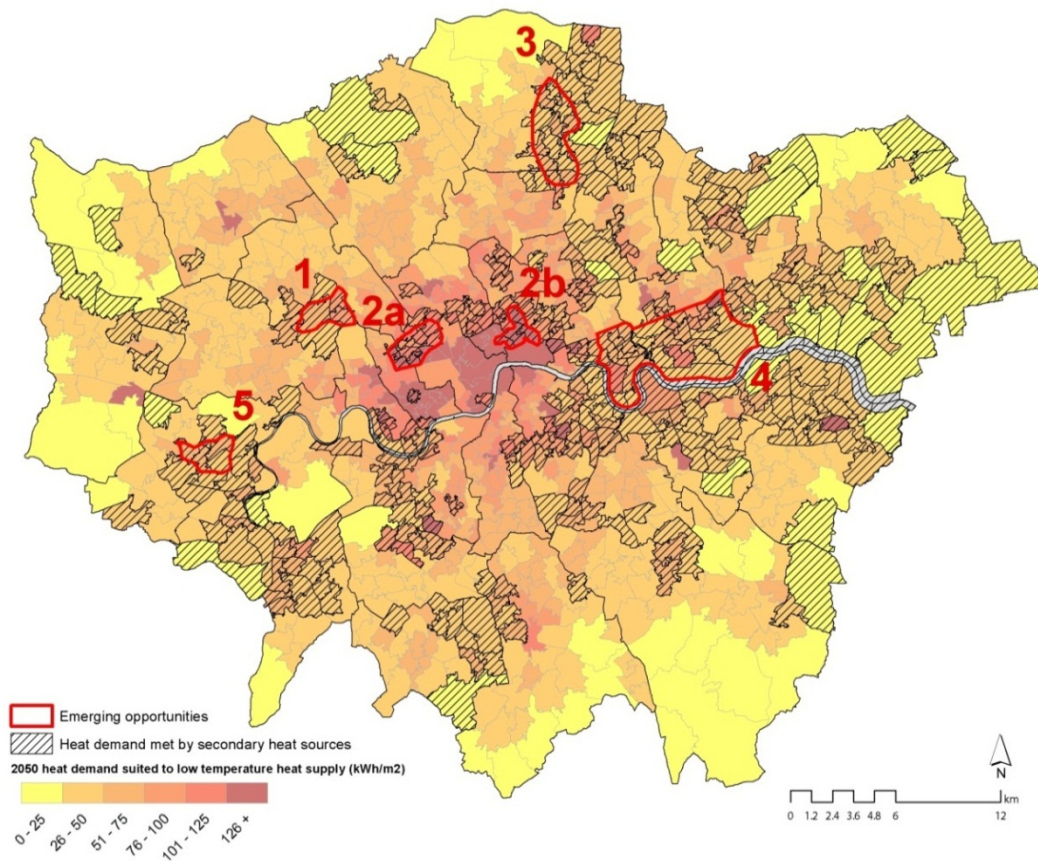 3
1
2a
2b
4
5
Emerging opportunities
Heat demand met by secondary heat sources
2050 heat demand suited to low temperature heat supply (kWh/m2)
0 - 25
26 - 50
51 - 75
76 - 100
101 - 125
126 +
N
km
0 1.2 2.4 3.6 4.8 6 12